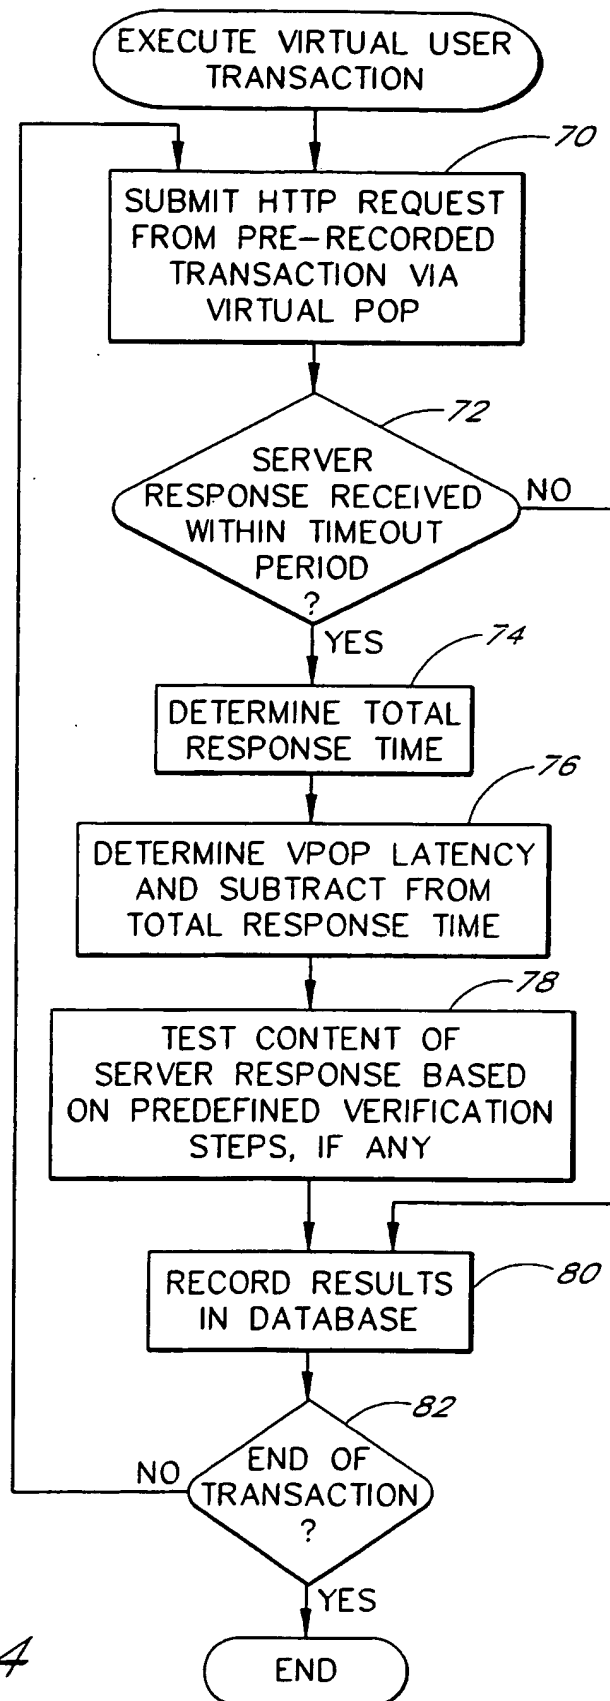 EXECUTE VIRTUAL USER
TRANSACTION
70
SUBMIT HTTP REQUEST
FROM PRE-RECORDED
TRANSACTION VIA
VIRTUAL POP
72
SERVER
RESPONSE RECEIVED
WITHIN TIMEOUT
PERIOD
?
NO
YES
74
DETERMINE TOTAL
RESPONSE TIME
76
DETERMINE VPOP LATENCY
AND SUBTRACT FROM
TOTAL RESPONSE TIME
78
TEST CONTENT OF
SERVER RESPONSE BASED
ON PREDEFINED VERIFICATION
STEPS, IF ANY
80
RECORD RESULTS
IN DATABASE
82
END OF
TRANSACTION
?
NO
YES
END
4